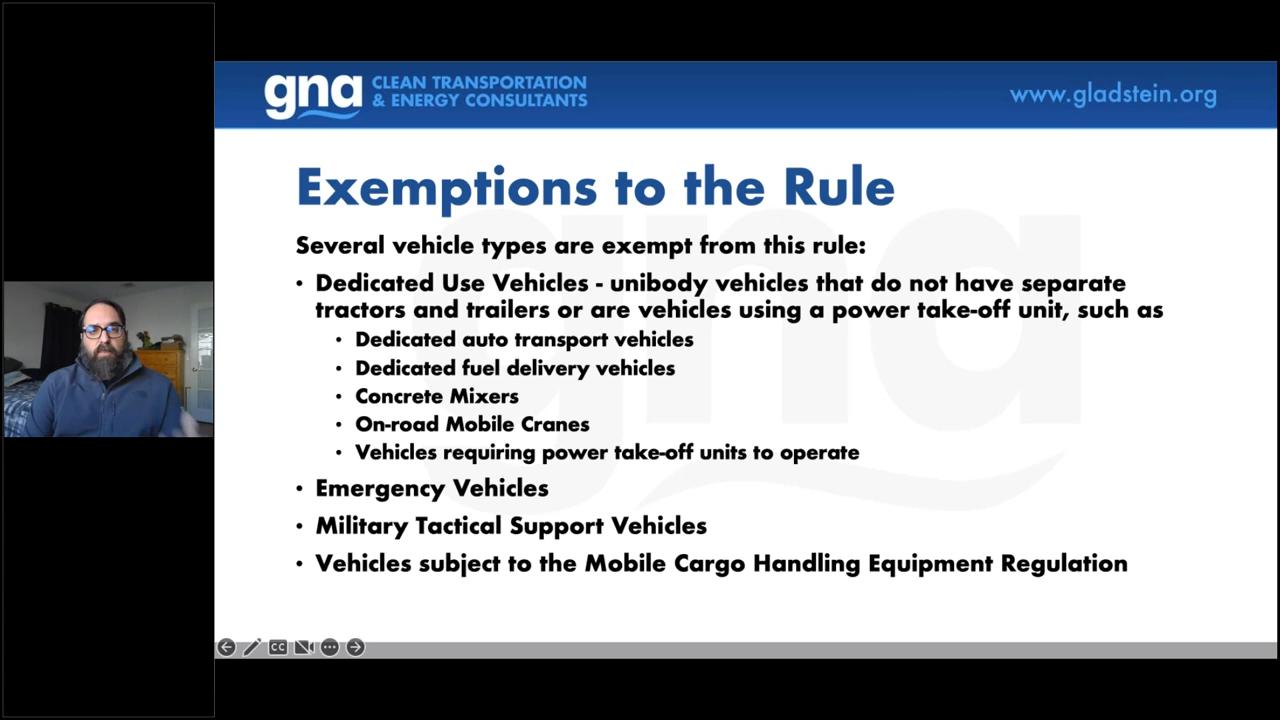 gna CLEAN TRANSPORTATION
& ENERGY CONSULTANTS
www.gladstein.org
Exemptions to the Rule
Several vehicle types are exempt from this rule:
• Dedicated Use Vehicles - unibody vehicles that do not have separate
tractors and trailers or are vehicles using a power take-off unit, such as
• Dedicated auto transport vehicles
• Dedicated fuel delivery vehicles
• Concrete Mixers
• On-road Mobile Cranes
• Vehicles requiring power take-off units to operate
• Emergency Vehicles
• Military Tactical Support Vehicles
• Vehicles subject to the Mobile Cargo Handling Equipment Regulation
gna
CC